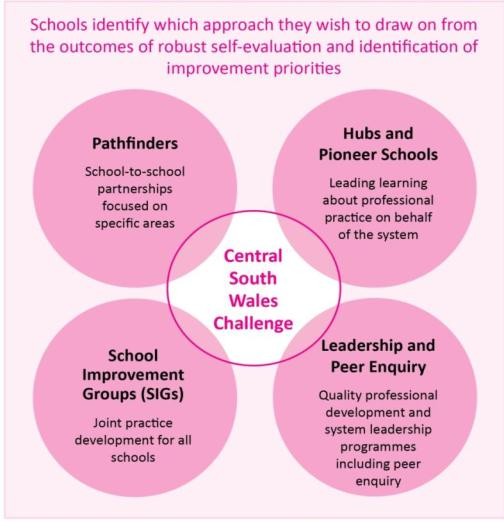 Schools identify which approach they wish to draw on from
the outcomes of robust self-evaluation and identification of
improvement priorities
Pathfinders
School-to-school
partnerships
focused on
specific areas
Hubs and
Pioneer Schools
Leading learning
about professional
practice on behalf
of the system
Central
South
Wales
Challenge
School
Improvement
Groups (SIGs)
Joint practice
development for all
schools
Leadership and
Peer Enquiry
Quality professional
development and
system leadership
programmes
including peer
enquiry